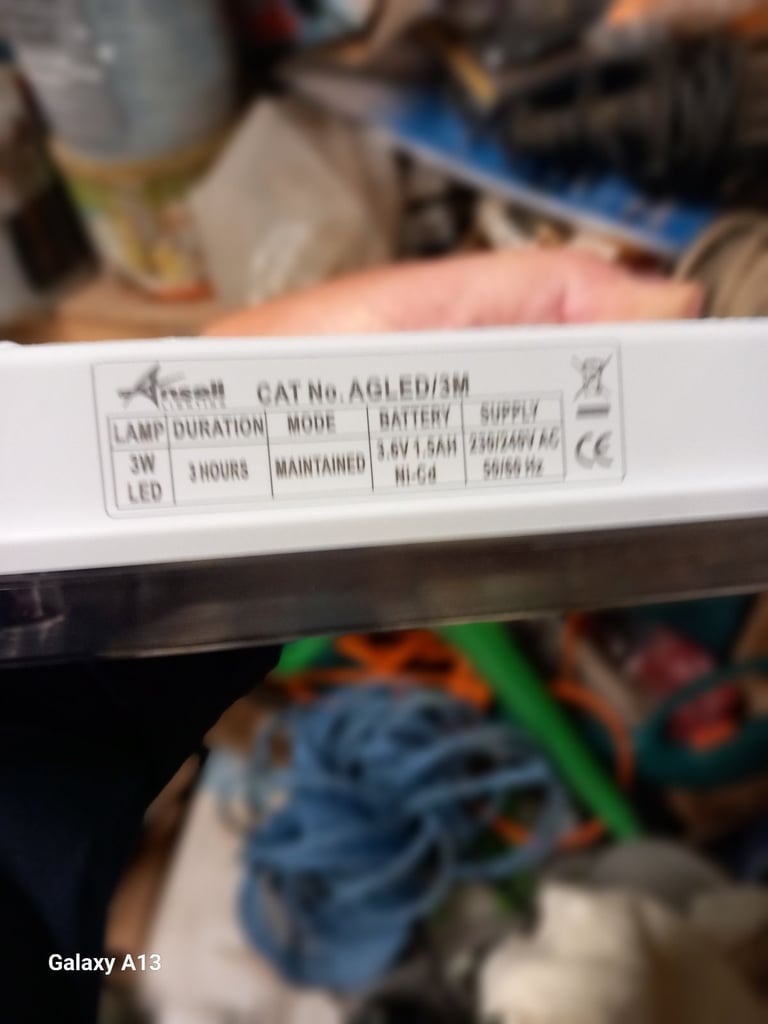 Ansell CAT No. AGLED/3M
LIGHTING
LAMP DURATION MODE BATTERY SUPPLY
3W LED 3 HOURS MAINTAINED 3.6V 1.5AH Ni-Cd 230/240V AC 50/60 Hz
CE
Galaxy A13